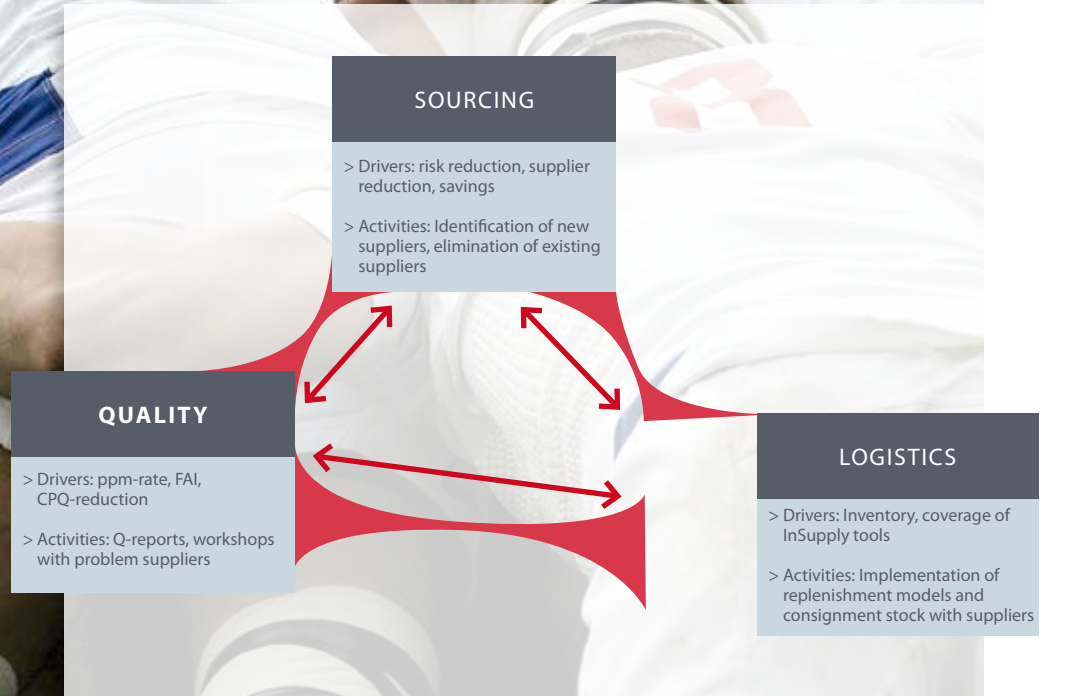 SOURCING
> Drivers: risk reduction, supplier
reduction, savings
> Activities: Identification of new
suppliers, elimination of existing
suppliers
QUALITY
> Drivers: ppm-rate, FAI,
CPQ-reduction
> Activities: Q-reports, workshops
with problem suppliers
LOGISTICS
> Drivers: Inventory, coverage of
InSupply tools
> Activities: Implementation of
replenishment models and
consignment stock with suppliers